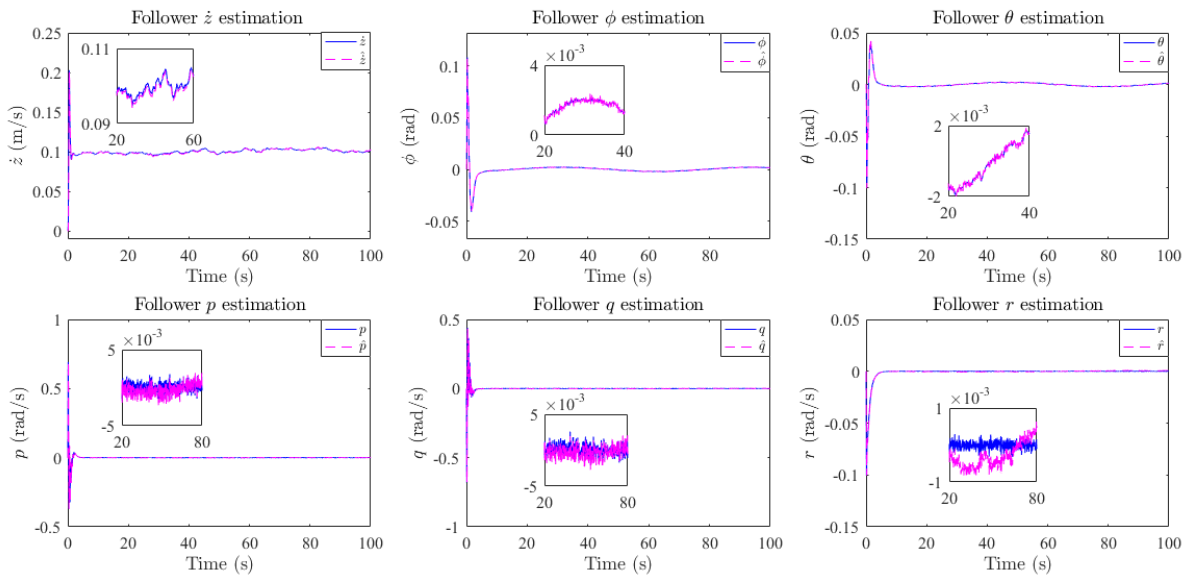 Follower ż estimation
0.25
0.2
0.15
0.1
0.05
0
ż (m/s)
0 20 40 60 80 100
Time (s)
ż
ẑ̇
0.11
0.09
20 60
Follower ϕ estimation
0.1
0.05
0
-0.05
ϕ (rad)
0 20 40 60 80
Time (s)
ϕ
ϕ̂
×10⁻³
4
0
20 40
Follower θ estimation
0.05
0
-0.05
-0.1
-0.15
θ (rad)
0 20 40 60 80 100
Time (s)
θ
θ̂
×10⁻³
2
-2
20 40
Follower p estimation
1
0.5
0
-0.5
p (rad/s)
0 20 40 60 80 100
Time (s)
p
p̂
×10⁻³
5
-5
20 80
Follower q estimation
0.5
0
-0.5
-1
q (rad/s)
0 20 40 60 80 100
Time (s)
q
q̂
×10⁻³
5
-5
20 80
Follower r estimation
0.05
0
-0.05
-0.1
-0.15
r (rad/s)
0 20 40 60 80 100
Time (s)
r
r̂
×10⁻³
1
-1
20 80